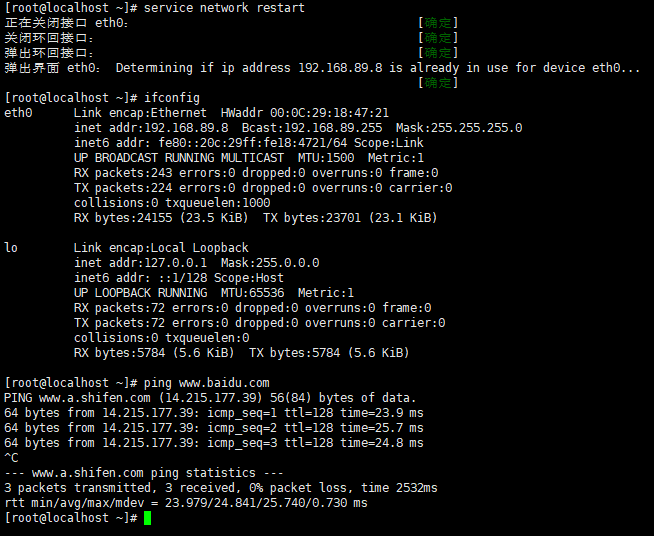 [root@localhost ~]# service network restart
正在关闭接口 eth0： [确定]
关闭环回接口： [确定]
弹出环回接口： [确定]
弹出界面 eth0： Determining if ip address 192.168.89.8 is already in use for device eth0...
[确定]
[root@localhost ~]# ifconfig
eth0 Link encap:Ethernet HWaddr 00:0C:29:18:47:21
inet addr:192.168.89.8 Bcast:192.168.89.255 Mask:255.255.255.0
inet6 addr: fe80::20c:29ff:fe18:4721/64 Scope:Link
UP BROADCAST RUNNING MULTICAST MTU:1500 Metric:1
RX packets:243 errors:0 dropped:0 overruns:0 frame:0
TX packets:224 errors:0 dropped:0 overruns:0 carrier:0
collisions:0 txqueuelen:1000
RX bytes:24155 (23.5 KiB) TX bytes:23701 (23.1 KiB)
lo Link encap:Local Loopback
inet addr:127.0.0.1 Mask:255.0.0.0
inet6 addr: ::1/128 Scope:Host
UP LOOPBACK RUNNING MTU:65536 Metric:1
RX packets:72 errors:0 dropped:0 overruns:0 frame:0
TX packets:72 errors:0 dropped:0 overruns:0 carrier:0
collisions:0 txqueuelen:0
RX bytes:5784 (5.6 KiB) TX bytes:5784 (5.6 KiB)
[root@localhost ~]# ping www.baidu.com
PING www.a.shifen.com (14.215.177.39) 56(84) bytes of data.
64 bytes from 14.215.177.39: icmp_seq=1 ttl=128 time=23.9 ms
64 bytes from 14.215.177.39: icmp_seq=2 ttl=128 time=25.7 ms
64 bytes from 14.215.177.39: icmp_seq=3 ttl=128 time=24.8 ms
^C
--- www.a.shifen.com ping statistics ---
3 packets transmitted, 3 received, 0% packet loss, time 2532ms
rtt min/avg/max/mdev = 23.979/24.841/25.740/0.730 ms
[root@localhost ~]#